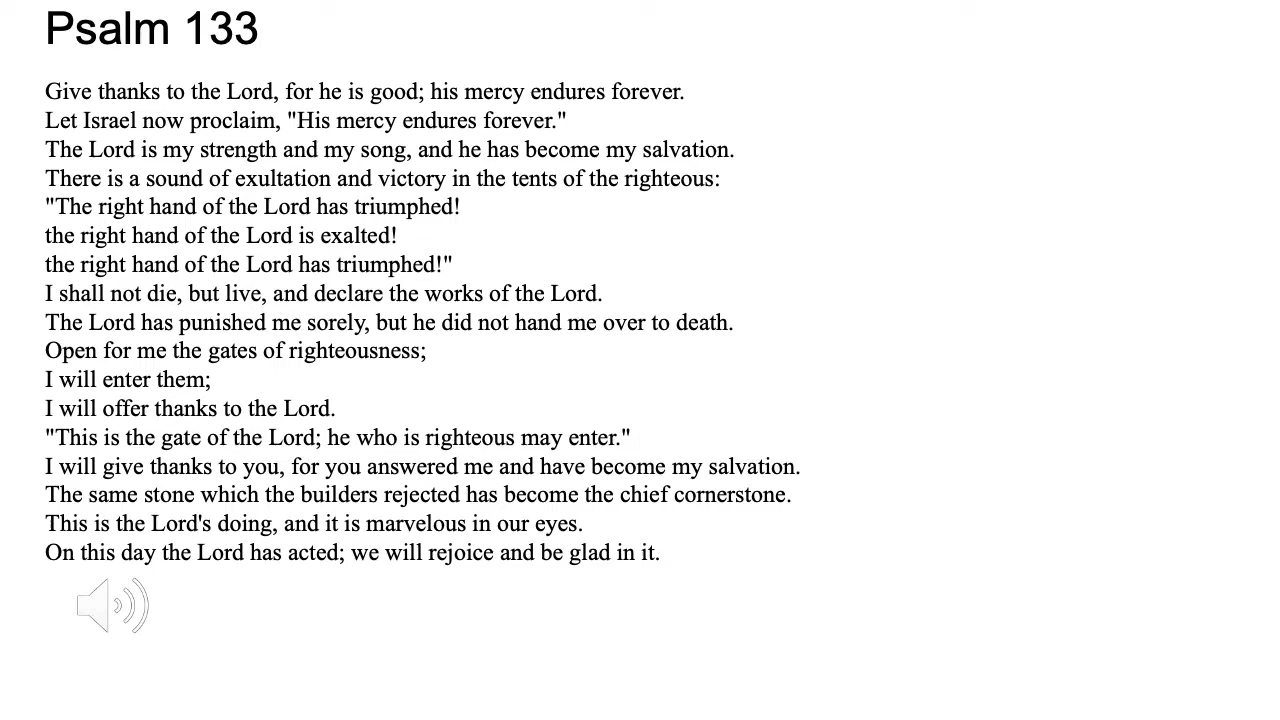 Psalm 133
Give thanks to the Lord, for he is good; his mercy endures forever.
Let Israel now proclaim, "His mercy endures forever."
The Lord is my strength and my song, and he has become my salvation.
There is a sound of exultation and victory in the tents of the righteous:
"The right hand of the Lord has triumphed!
the right hand of the Lord is exalted!
the right hand of the Lord has triumphed!"
I shall not die, but live, and declare the works of the Lord.
The Lord has punished me sorely, but he did not hand me over to death.
Open for me the gates of righteousness;
I will enter them;
I will offer thanks to the Lord.
"This is the gate of the Lord; he who is righteous may enter."
I will give thanks to you, for you answered me and have become my salvation.
The same stone which the builders rejected has become the chief cornerstone.
This is the Lord's doing, and it is marvelous in our eyes.
On this day the Lord has acted; we will rejoice and be glad in it.